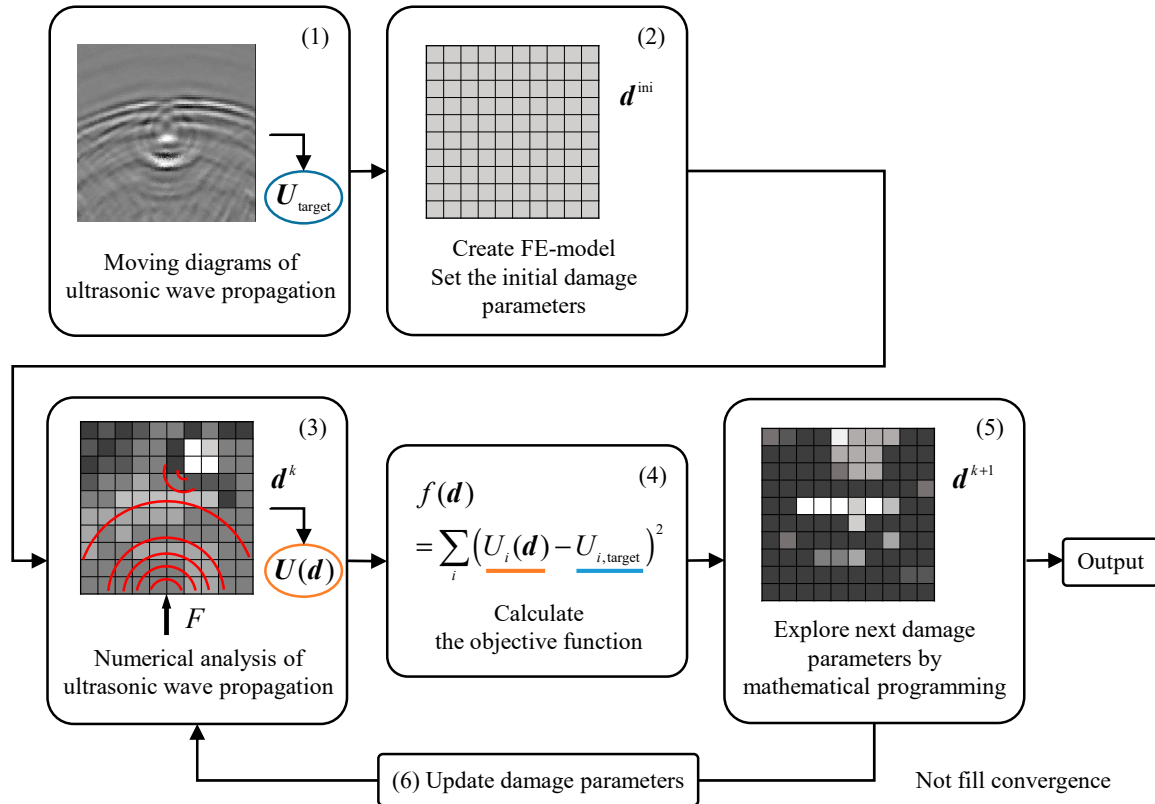 (1)
U target
Moving diagrams of
ultrasonic wave propagation
(2)
d^ini
Create FE-model
Set the initial damage
parameters
(3)
d^k
U(d)
F
Numerical analysis of
ultrasonic wave propagation
(4)
f(d)
= ∑_i (U_i(d) − U_i,target)^2
Calculate
the objective function
(5)
d^k+1
Explore next damage
parameters by
mathematical programming
Output
(6) Update damage parameters
Not fill convergence